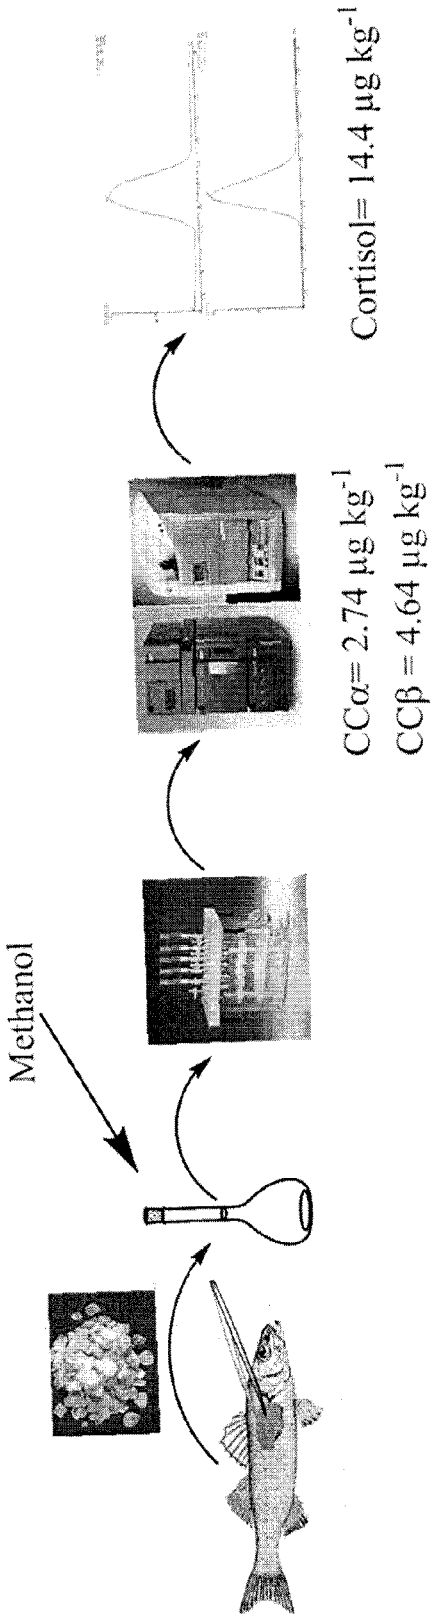 Methanol
CCα= 2.74 µg kg⁻¹
CCβ = 4.64 µg kg⁻¹
Cortisol= 14.4 µg kg⁻¹